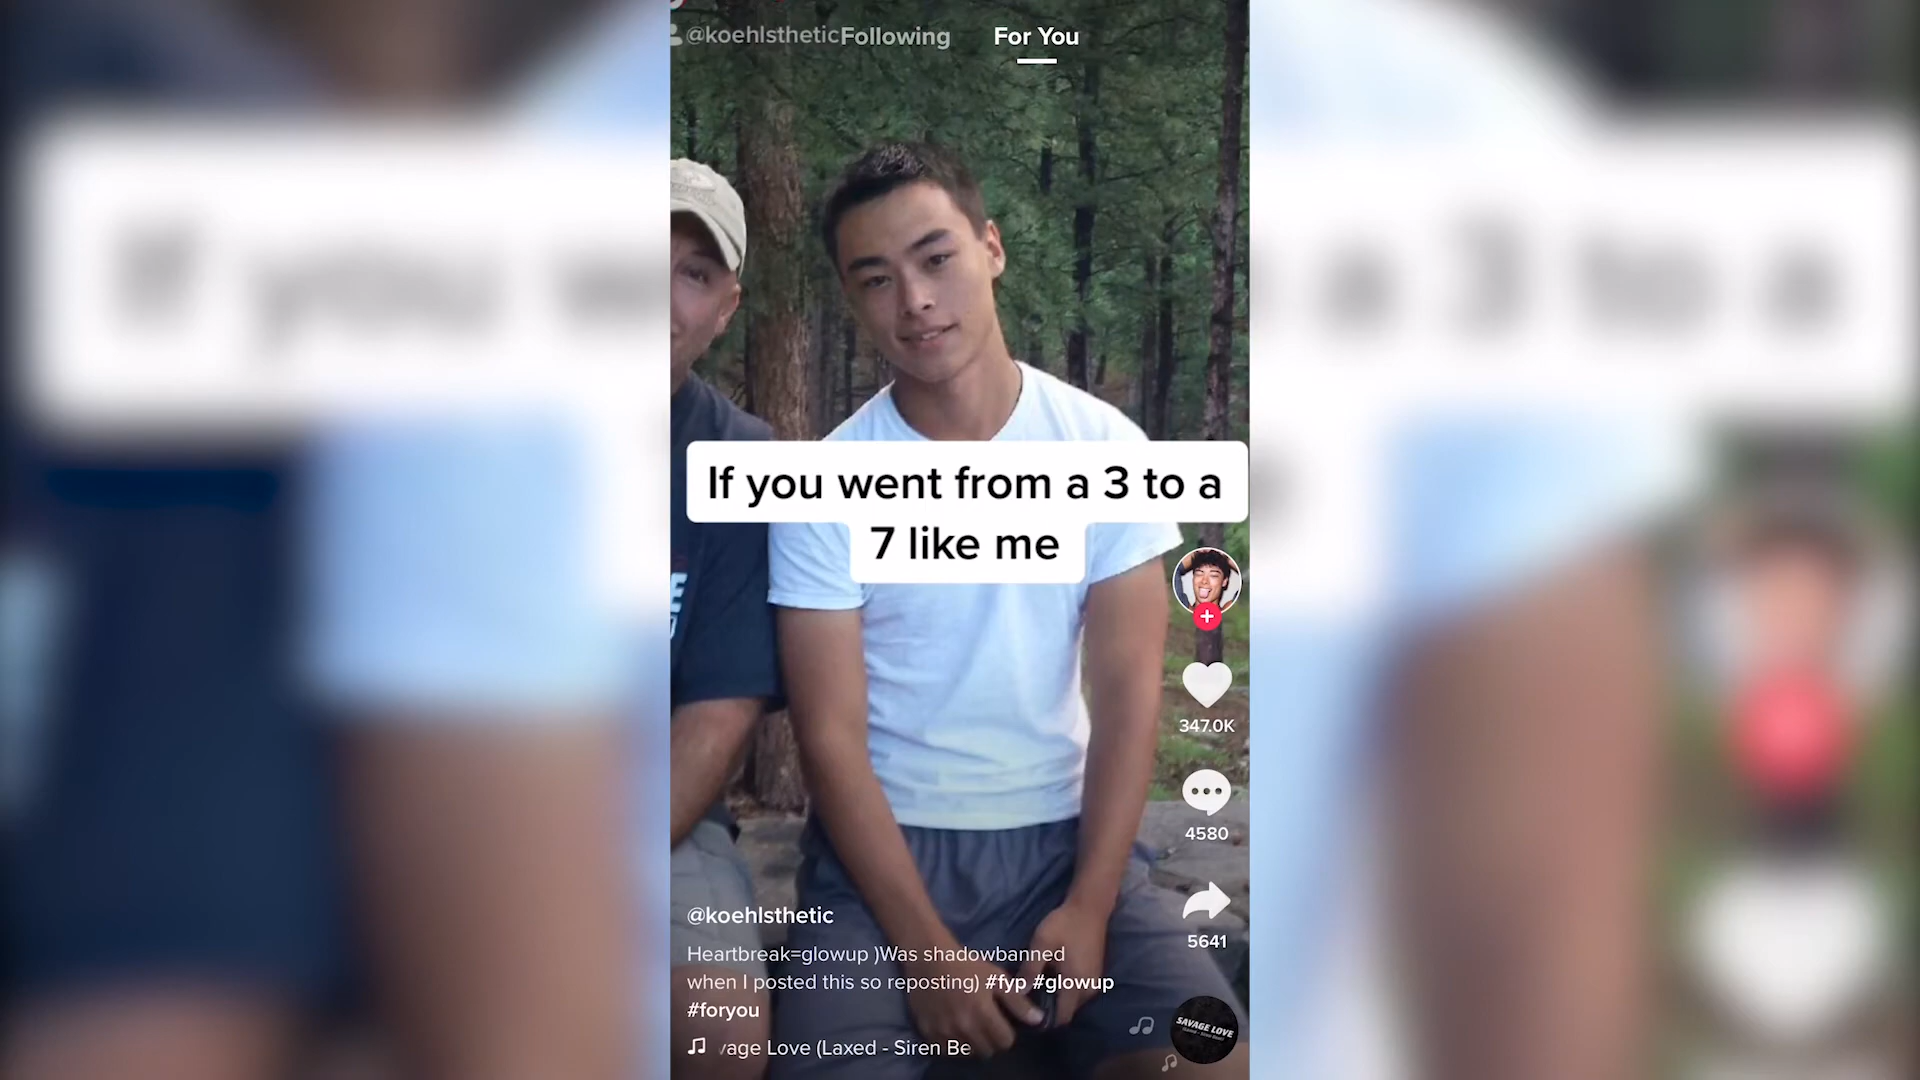 @koehlsthetic
Following
For You
If you went from a 3 to a
7 like me
347.0K
4580
5641
@koehlsthetic
Heartbreak=glowup )Was shadowbanned
when I posted this so reposting) #fyp #glowup
#foryou
vage Love (Laxed - Siren Be
SAVAGE LOVE